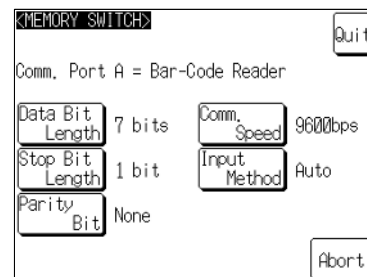 <MEMORY SWITCH>
Quit
Comm. Port A = Bar-Code Reader
Data Bit Length 7 bits
Comm. Speed 9600bps
Stop Bit Length 1 bit
Input Method Auto
Parity Bit None
Abort